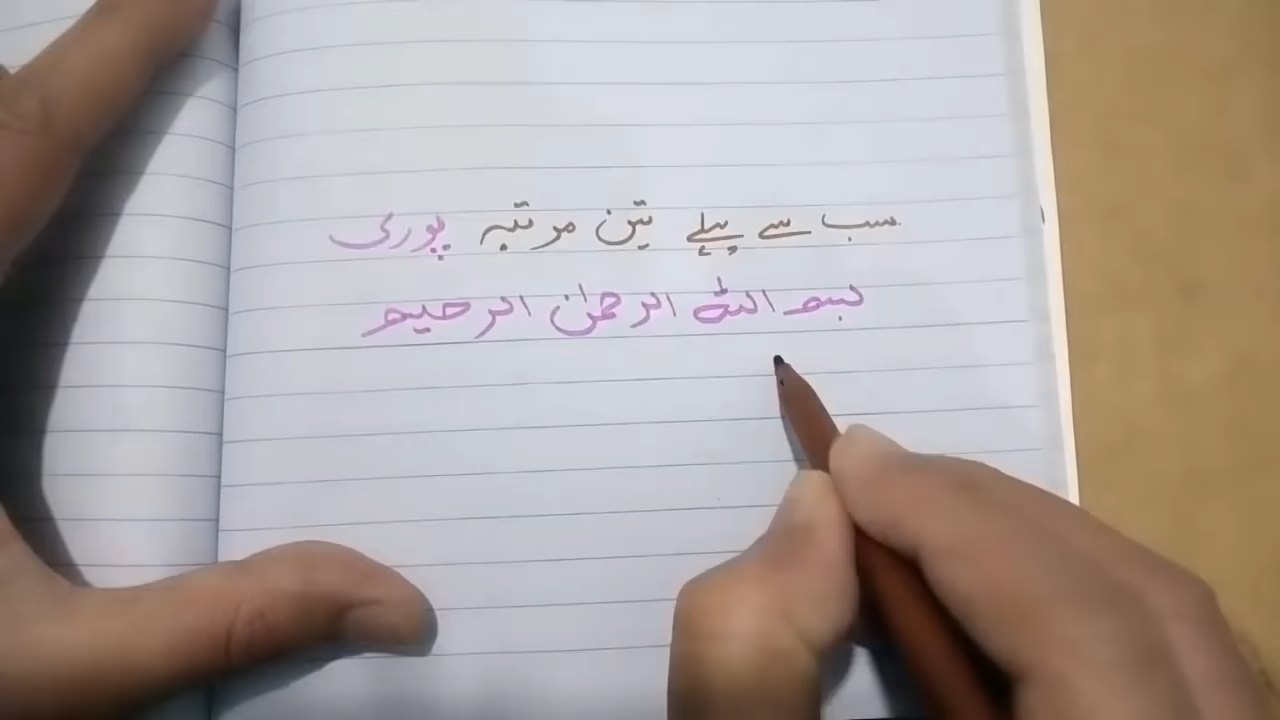 سب سے پہلے تین مرتبہ پوری
بسم اللہ الرحمٰن الرحیم